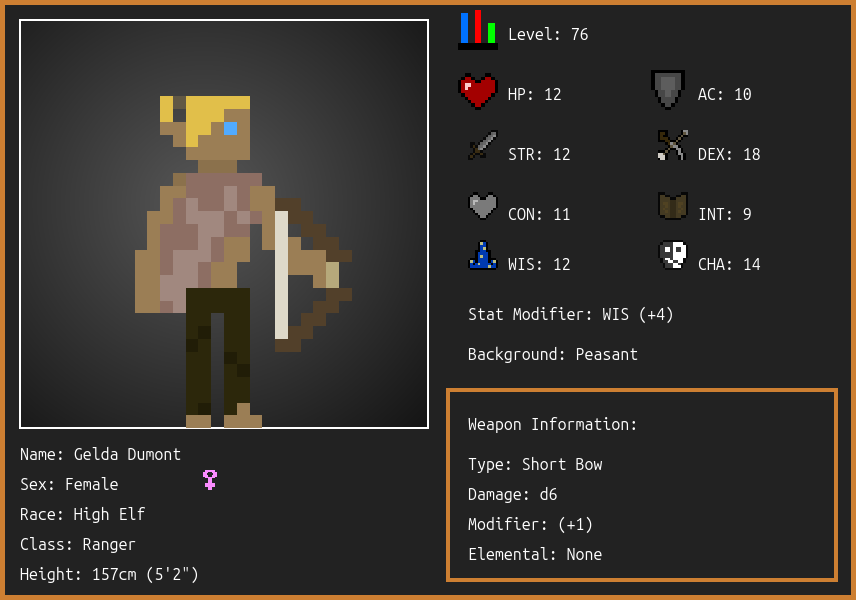 Level: 76
HP: 12
AC: 10
STR: 12
DEX: 18
CON: 11
INT: 9
WIS: 12
CHA: 14
Stat Modifier: WIS (+4)
Background: Peasant
Weapon Information:
Type: Short Bow
Damage: d6
Modifier: (+1)
Elemental: None
Name: Gelda Dumont
Sex: Female
Race: High Elf
Class: Ranger
Height: 157cm (5'2")